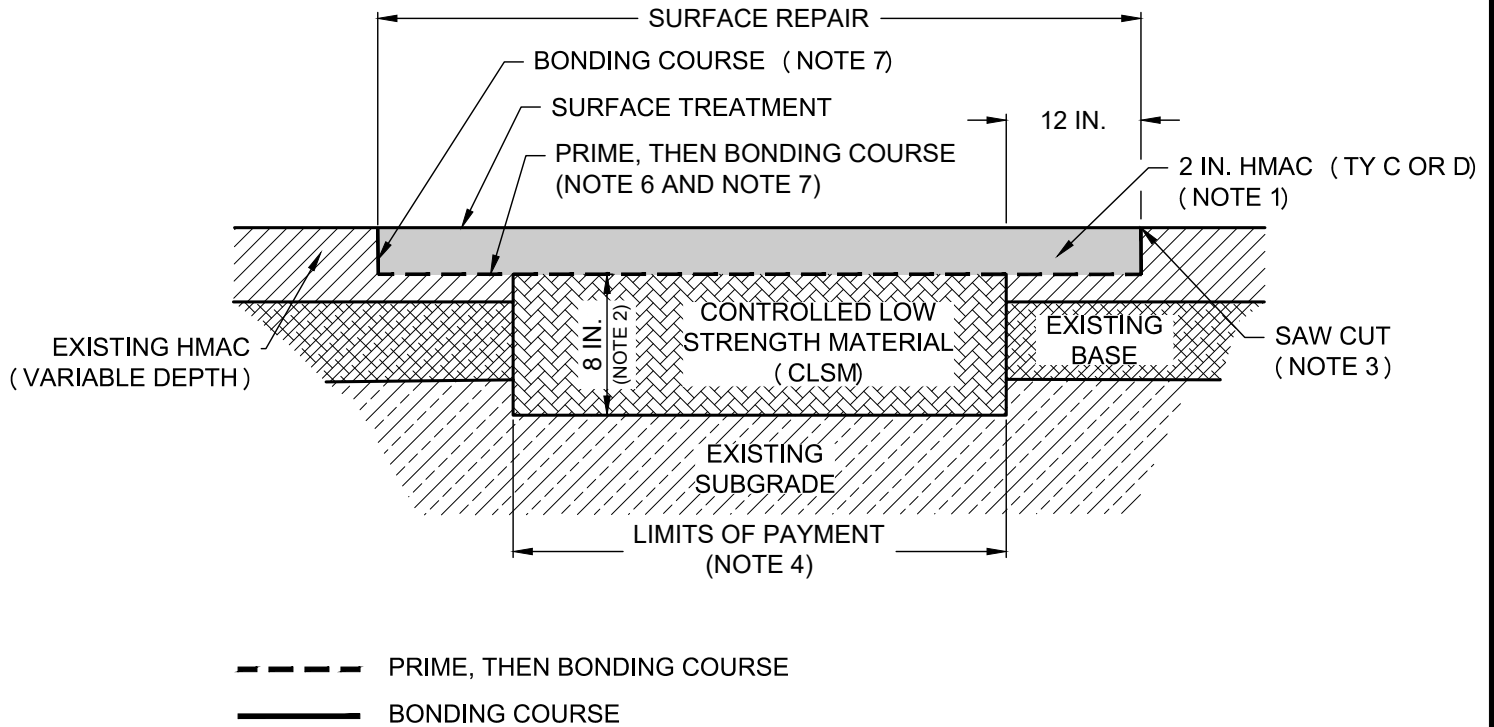 SURFACE REPAIR
BONDING COURSE (NOTE 7)
SURFACE TREATMENT
12 IN.
PRIME, THEN BONDING COURSE
(NOTE 6 AND NOTE 7)
2 IN. HMAC (TY C OR D)
(NOTE 1)
8 IN.
(NOTE 2)
CONTROLLED LOW
STRENGTH MATERIAL
(CLSM)
EXISTING
BASE
EXISTING HMAC
(VARIABLE DEPTH)
SAW CUT
(NOTE 3)
EXISTING
SUBGRADE
LIMITS OF PAYMENT
(NOTE 4)
PRIME, THEN BONDING COURSE
BONDING COURSE